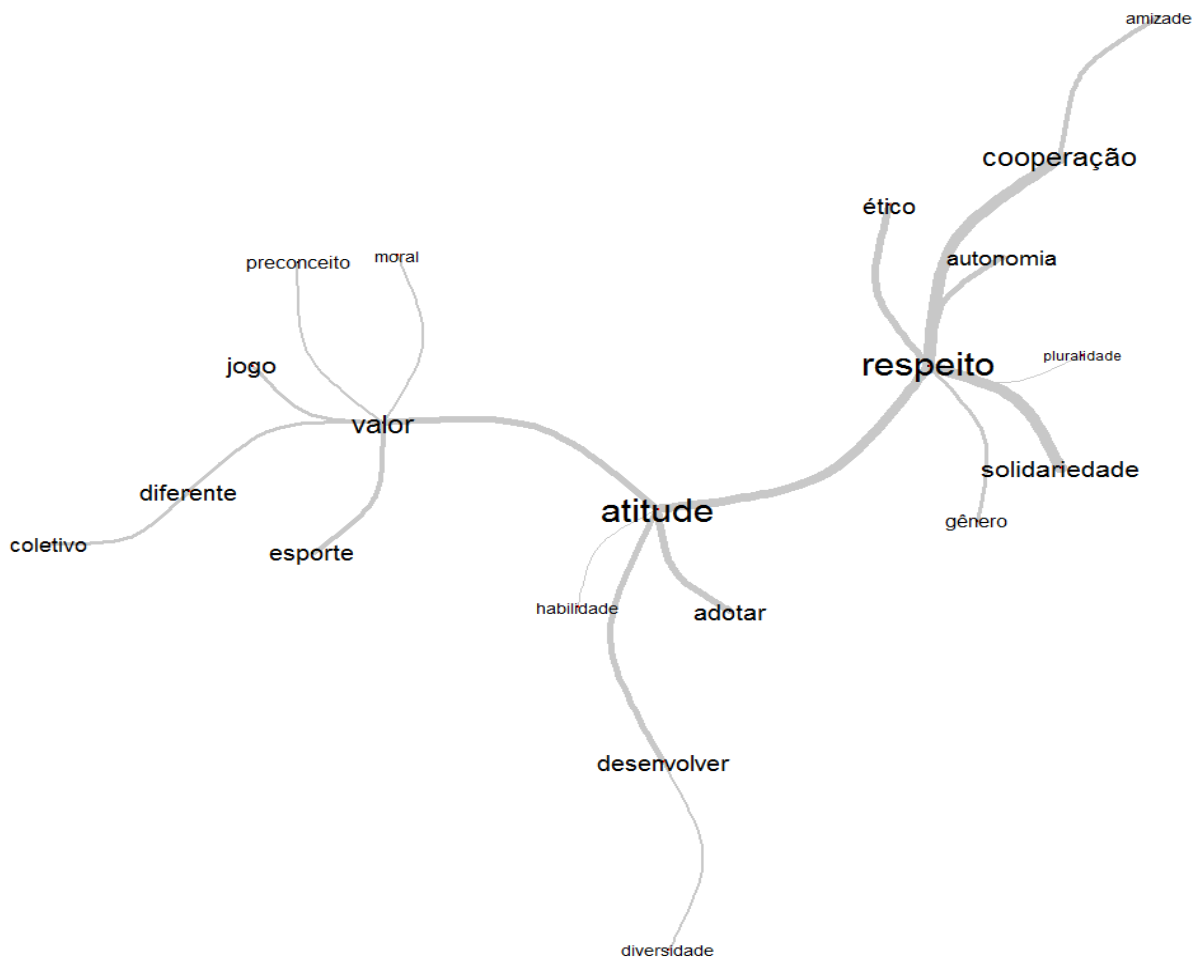 amizade
cooperação
ético
autonomia
preconceito
moral
pluralidade
jogo
respeito
valor
solidariedade
diferente
atitude
gênero
coletivo
esporte
habilidade
adotar
desenvolver
diversidade